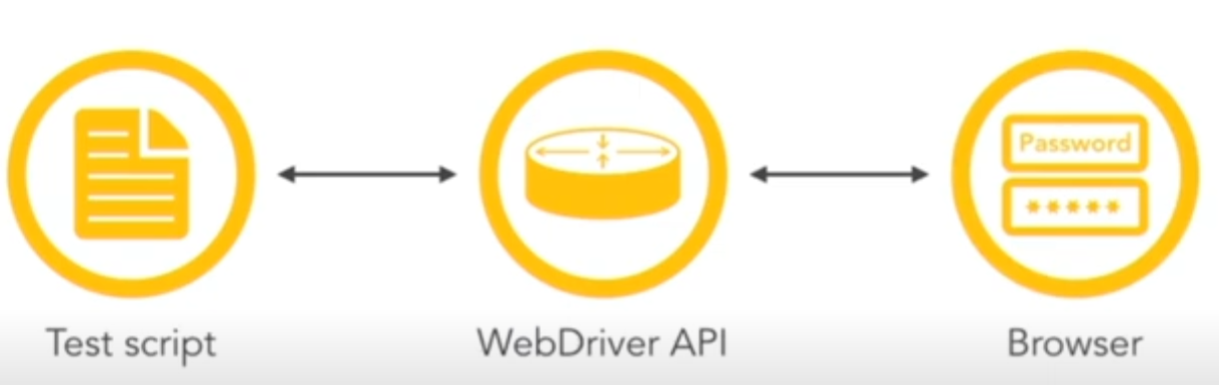 Password
*****
Test script
WebDriver API
Browser